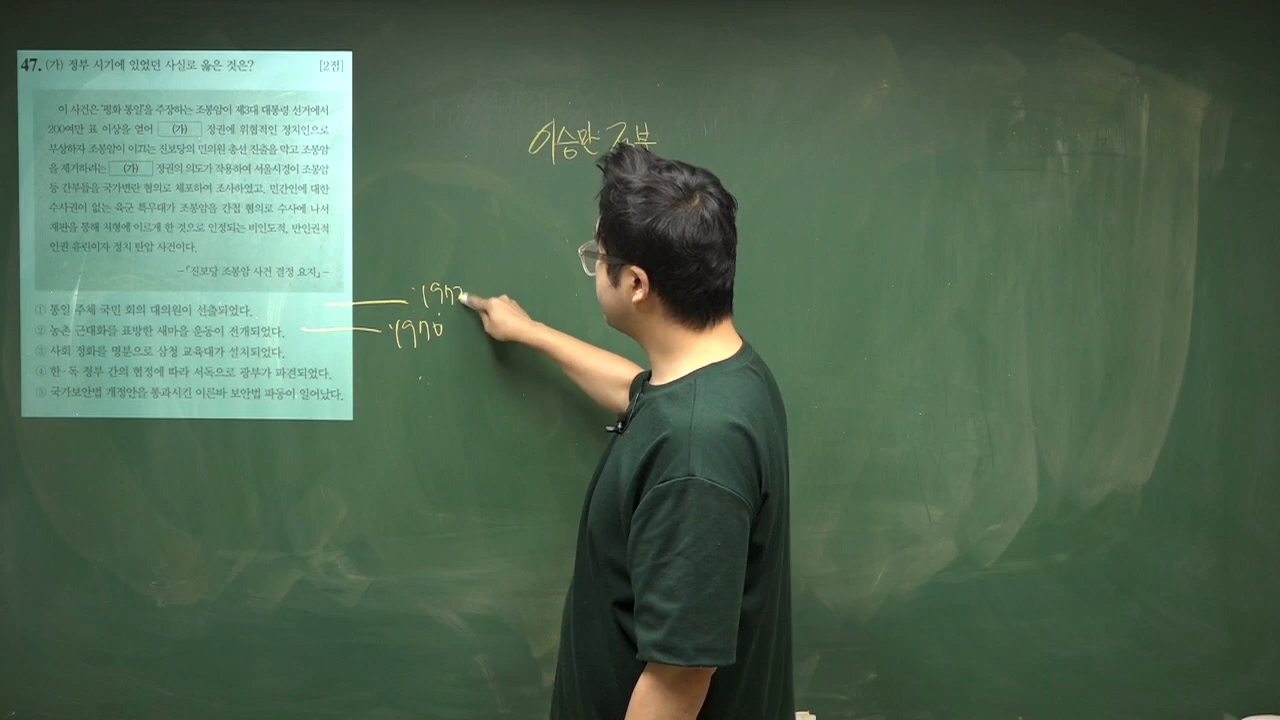 47. (가) 정부 시기에 있었던 사실로 옳은 것은? [2점]
이 사건은 '평화 통일'을 주장하는 조봉암이 제3대 대통령 선거에서
200여만 표 이상을 얻어 (가) 정권에 위협적인 정치인으로
부상하자 조봉암이 이끄는 진보당의 민의원 총선 진출을 막고 조봉암
을 제거하려는 (가) 정권의 의도가 작용하여 서울시경이 조봉암
등 간부들을 국가변란 혐의로 체포하여 조사하였고, 민간인에 대한
수사권이 없는 육군 특무대가 조봉암을 간첩 혐의로 수사에 나서
재판을 통해 처형에 이르게 한 것으로 인정되는 비인도적, 반인권적
인권 유린이자 정치 탄압 사건이다.
-「진보당 조봉암 사건 결정 요지」-
① 통일 주체 국민 회의 대의원이 선출되었다.
② 농촌 근대화를 표방한 새마을 운동이 전개되었다.
③ 사회 정화를 명분으로 삼청 교육대가 설치되었다.
④ 한·독 정부 간의 협정에 따라 서독으로 광부가 파견되었다.
⑤ 국가보안법 개정안을 통과시킨 이른바 보안법 파동이 일어났다.
이승만 정부
1972
1970